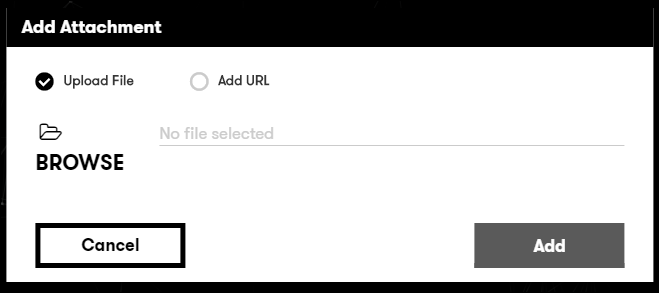 Add Attachment
Upload File
Add URL
No file selected
BROWSE
Cancel
Add